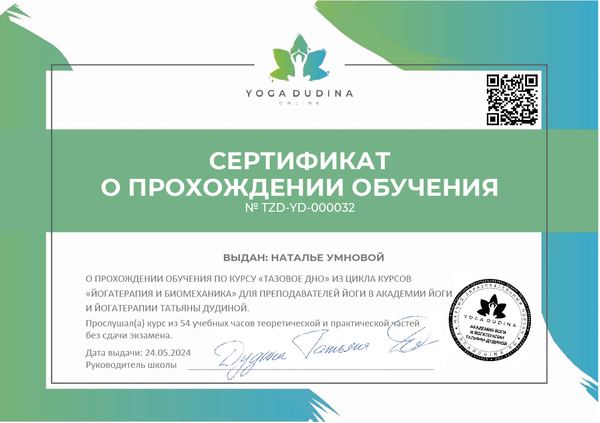 YOGA DUDINA
ONLINE
СЕРТИФИКАТ
О ПРОХОЖДЕНИИ ОБУЧЕНИЯ
№ TZD-YD-000032
ВЫДАН: НАТАЛЬЕ УМНОВОЙ
О ПРОХОЖДЕНИИ ОБУЧЕНИЯ ПО КУРСУ «ТАЗОВОЕ ДНО» ИЗ ЦИКЛА КУРСОВ
«ЙОГАТЕРАПИЯ И БИОМЕХАНИКА» ДЛЯ ПРЕПОДАВАТЕЛЕЙ ЙОГИ В АКАДЕМИИ ЙОГИ
И ЙОГАТЕРАПИИ ТАТЬЯНЫ ДУДИНОЙ.
Прослушал(а) курс из 54 учебных часов теоретической и практической частей
без сдачи экзамена.
Дата выдачи: 24.05.2024
Руководитель школы
Дудина Татьяна
YOGA DUDINA
АКАДЕМИЯ ЙОГИ
И ЙОГАТЕРАПИИ
ТАТЬЯНЫ ДУДИНОЙ